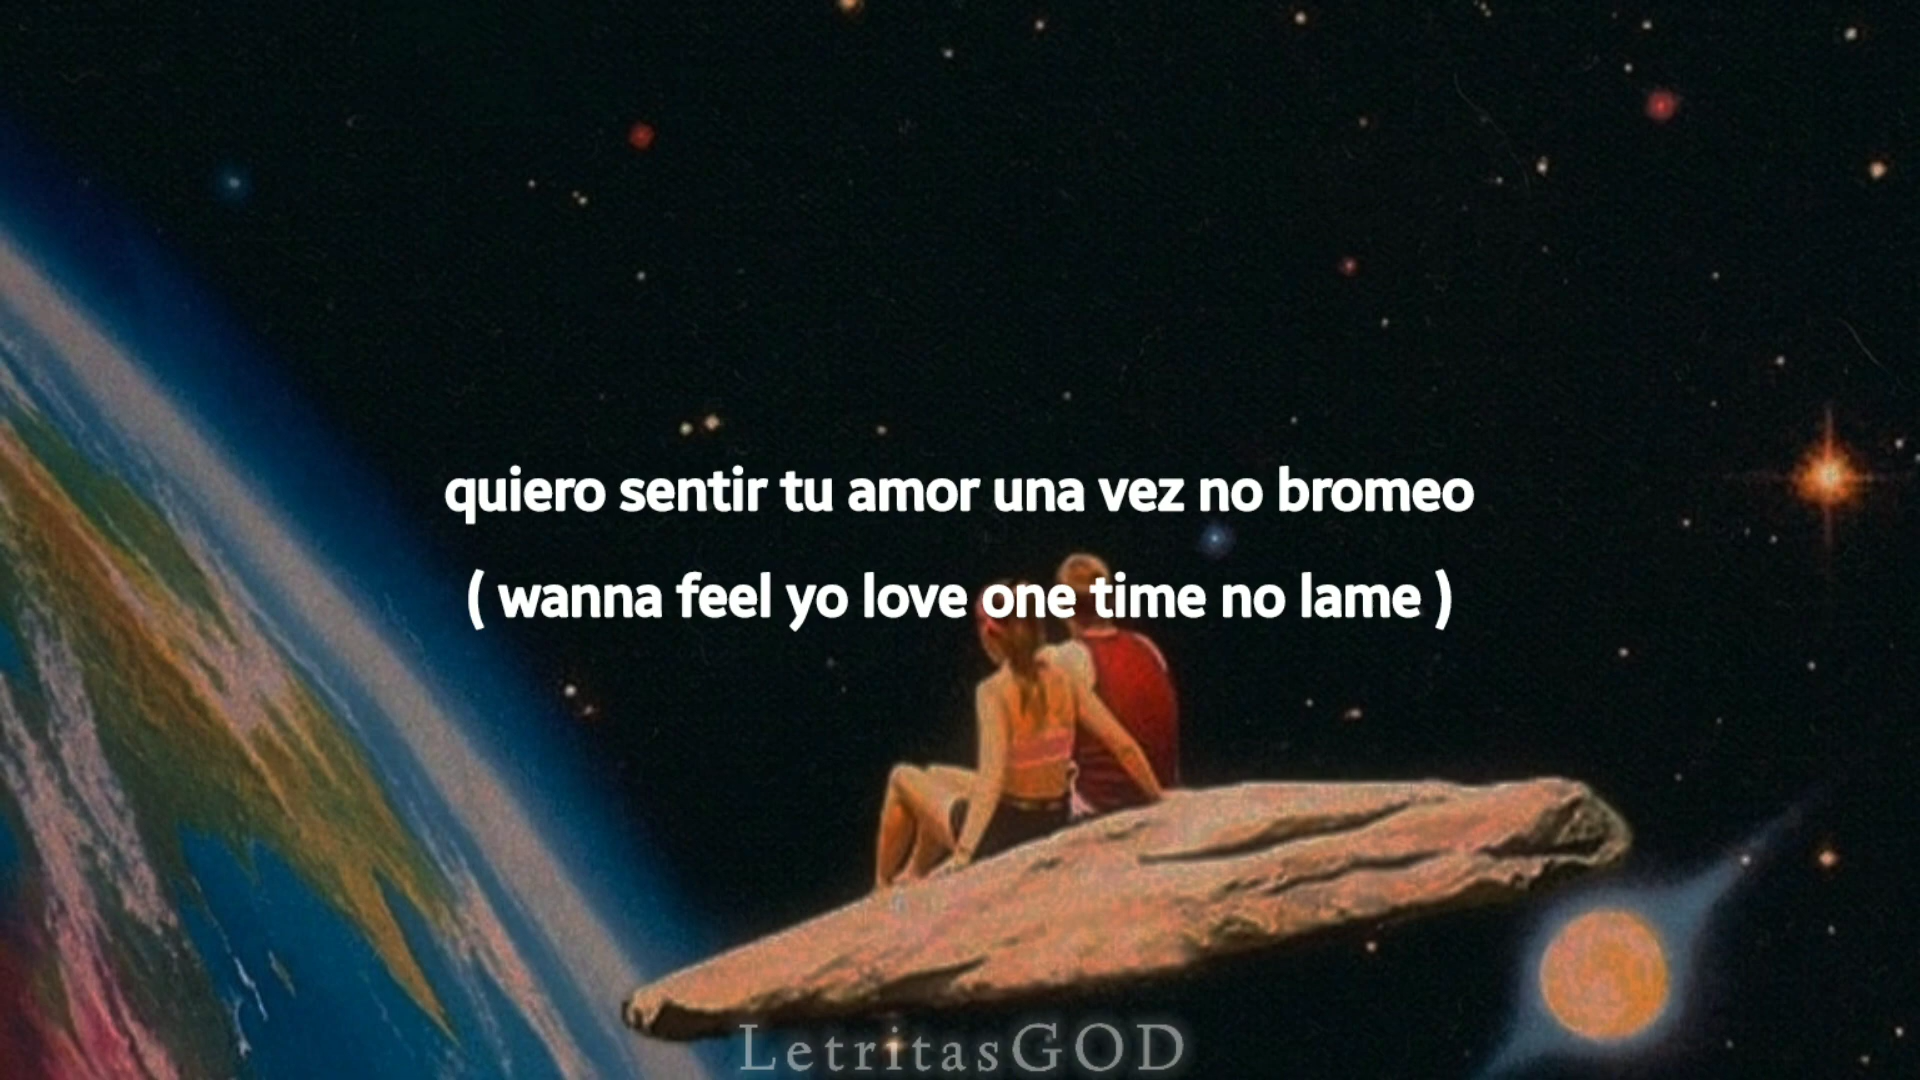 quiero sentir tu amor una vez no bromeo
( wanna feel yo love one time no lame )
LetritasGOD